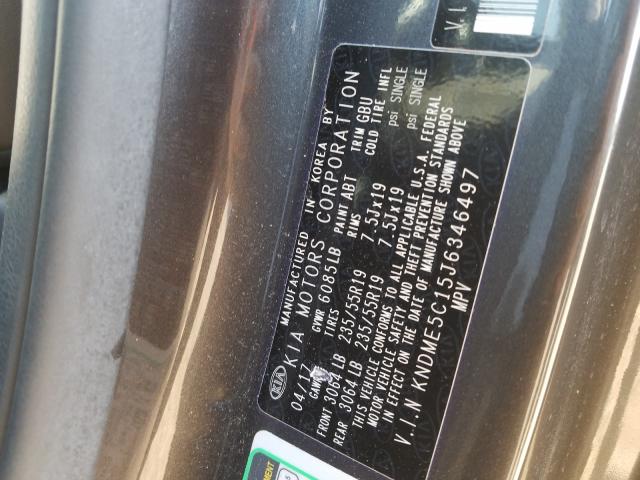 V.I
KIA
MANUFACTURED IN KOREA BY
KIA MOTORS CORPORATION
04/17 GVWR 6085LB PAINT ABT TRIM GBU
TIRES RIMS COLD TIRE INFL
FRONT 3064 LB 235/55R19 7.5Jx19 psi SINGLE
REAR 3064 LB 235/55R19 7.5Jx19 psi SINGLE
THIS VEHICLE CONFORMS TO ALL APPLICABLE U.S.A. FEDERAL
MOTOR VEHICLE SAFETY AND THEFT PREVENTION STANDARDS
IN EFFECT ON THE DATE OF MANUFACTURE SHOWN ABOVE
V.I.N KNDME5C15J6346497
MPV